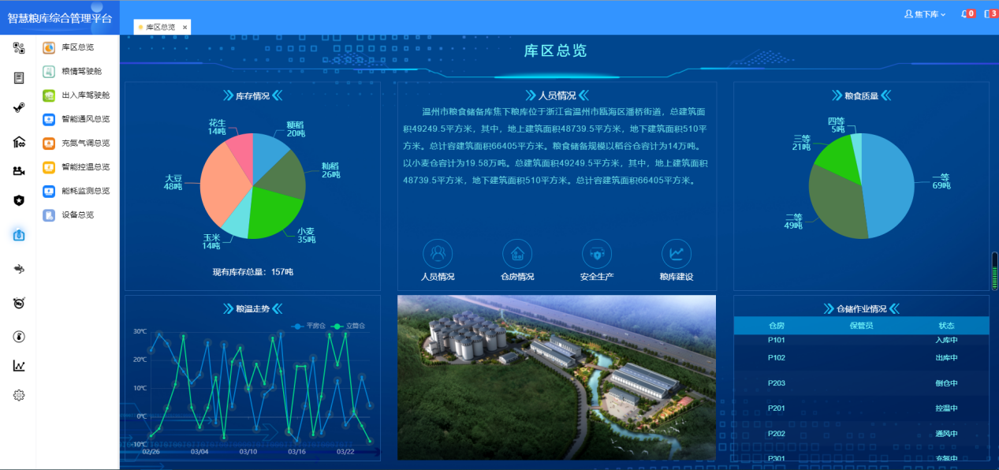 智慧粮库综合管理平台
库区总览 ×
焦下库
0
3
库区总览
粮情驾驶舱
出入库驾驶舱
智能通风总览
充氮气调总览
智能控温总览
能耗监测总览
设备总览
库区总览
库存情况
花生
14吨
粳稻
20吨
籼稻
26吨
大豆
48吨
玉米
14吨
小麦
35吨
现有库存总量：157吨
人员情况
温州市粮食储备库焦下粮库位于浙江省温州市瓯海区潘桥街道，总建筑面
积49249.5平方米，其中，地上建筑面积48739.5平方米，地下建筑面积510平
方米。总计容建筑面积66405平方米。粮食储备规模以稻谷仓容计为14万吨。
以小麦仓容计为19.58万吨。总建筑面积49249.5平方米，其中，地上建筑面积
48739.5平方米，地下建筑面积510平方米。总计容建筑面积66405平方米。
人员情况
仓房情况
安全生产
粮库建设
粮食质量
四等
5吨
三等
21吨
一等
69吨
二等
49吨
粮温走势
平房仓 立筒仓
30℃
20℃
10℃
0℃
-10℃
02/26 03/04 03/10 03/16 03/22
仓储作业情况
仓房 保管员 状态
P101 入库中
P102 出库中
P203 倒仓中
P201 控温中
P202 通风中
P301 充氮中